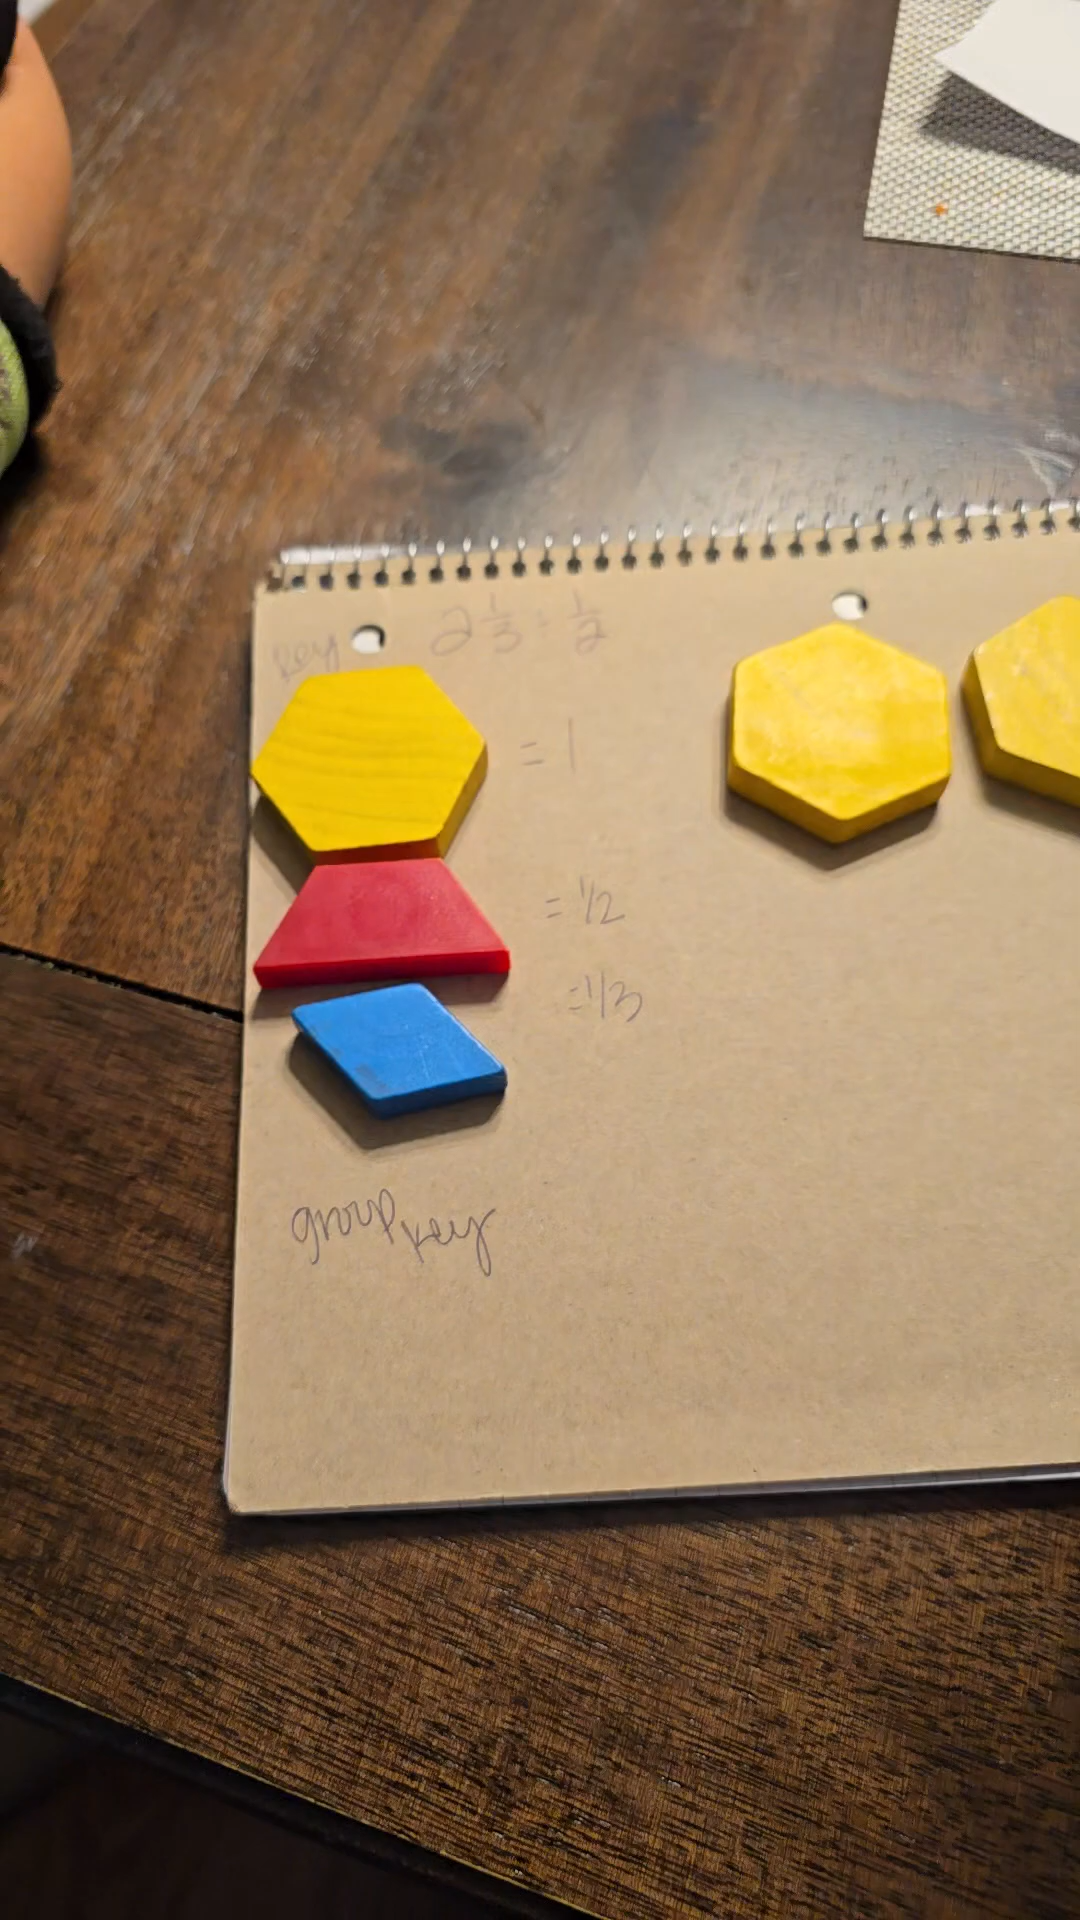 key 2 1/3 ÷ 1/2
= 1
= 1/2
= 1/3
group key